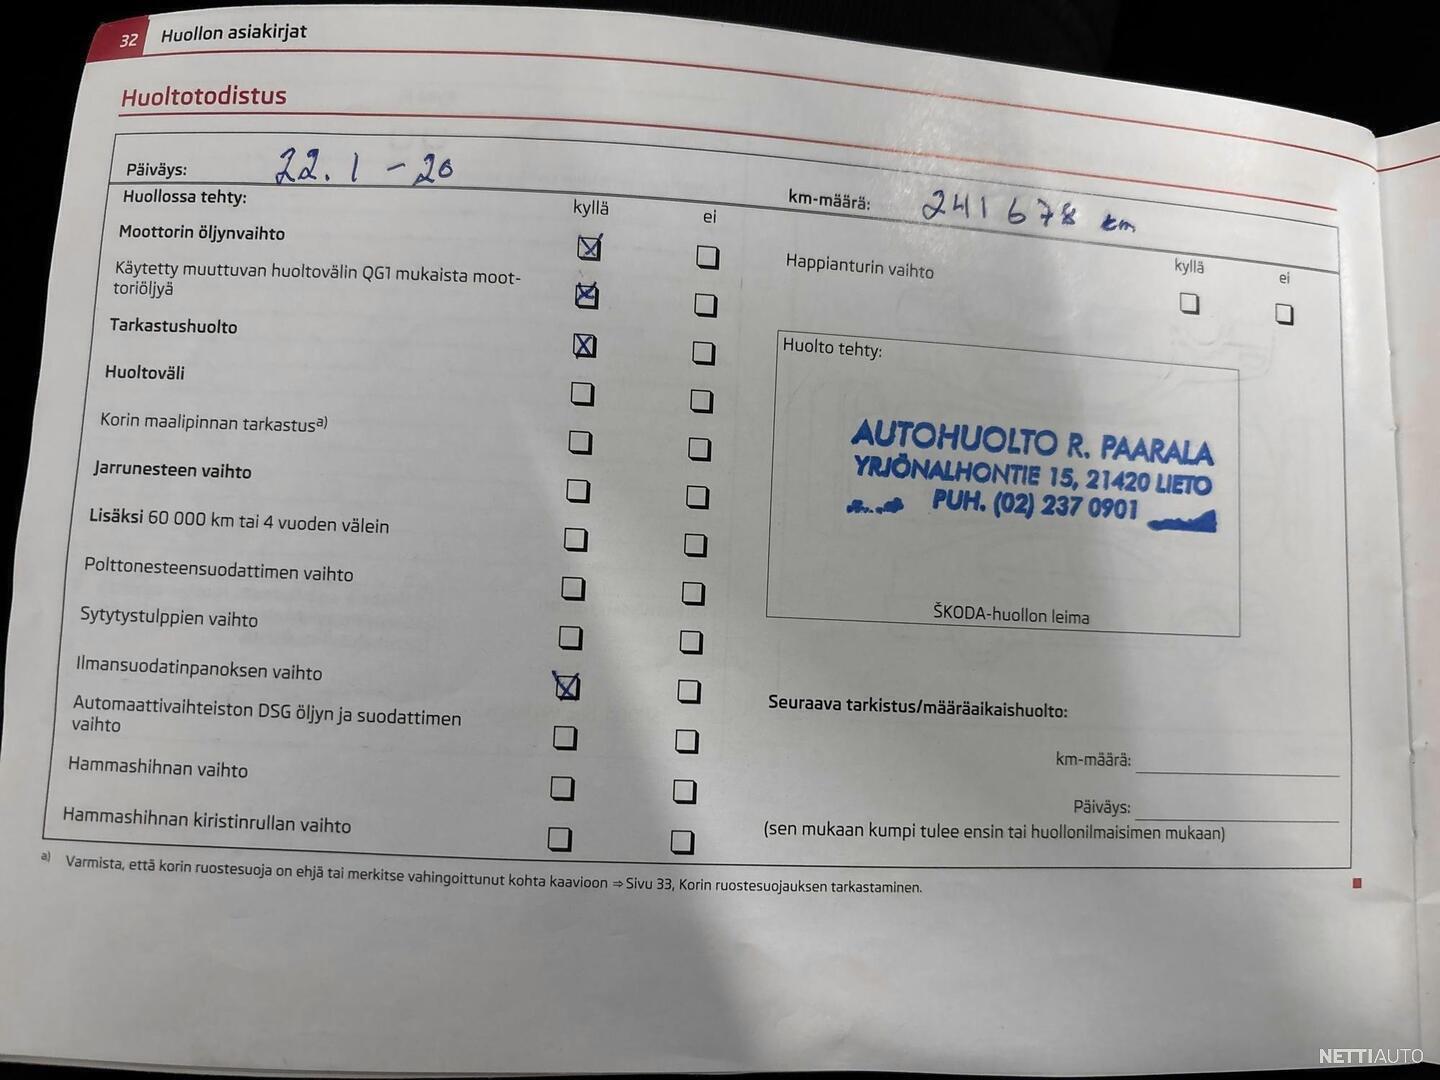 32 Huollon asiakirjat
Huoltotodistus
Päiväys: 22.1-20
km-määrä: 241 678 km
Huollossa tehty:
kyllä ei
Moottorin öljynvaihto
Käytetty muuttuvan huoltovälin QG1 mukaista moot-
toriöljyä
Tarkastushuolto
Huoltoväli
Korin maalipinnan tarkastusa)
Jarrunesteen vaihto
Lisäksi 60 000 km tai 4 vuoden välein
Polttonesteensuodattimen vaihto
Sytytystulppien vaihto
Ilmansuodatinpanoksen vaihto
Automaattivaihteiston DSG öljyn ja suodattimen
vaihto
Hammashihnan vaihto
Hammashihnan kiristinrullan vaihto
kyllä ei
Happianturin vaihto
Huolto tehty:
AUTOHUOLTO R. PAARALA
YRJÖNALHONTIE 15, 21420 LIETO
PUH. (02) 237 0901
ŠKODA-huollon leima
Seuraava tarkistus/määräaikaishuolto:
km-määrä:
Päiväys:
(sen mukaan kumpi tulee ensin tai huollonilmaisimen mukaan)
a) Varmista, että korin ruostesuoja on ehjä tai merkitse vahingoittunut kohta kaavioon ⇒ Sivu 33, Korin ruostesuojauksen tarkastaminen.
NETTIAUTO